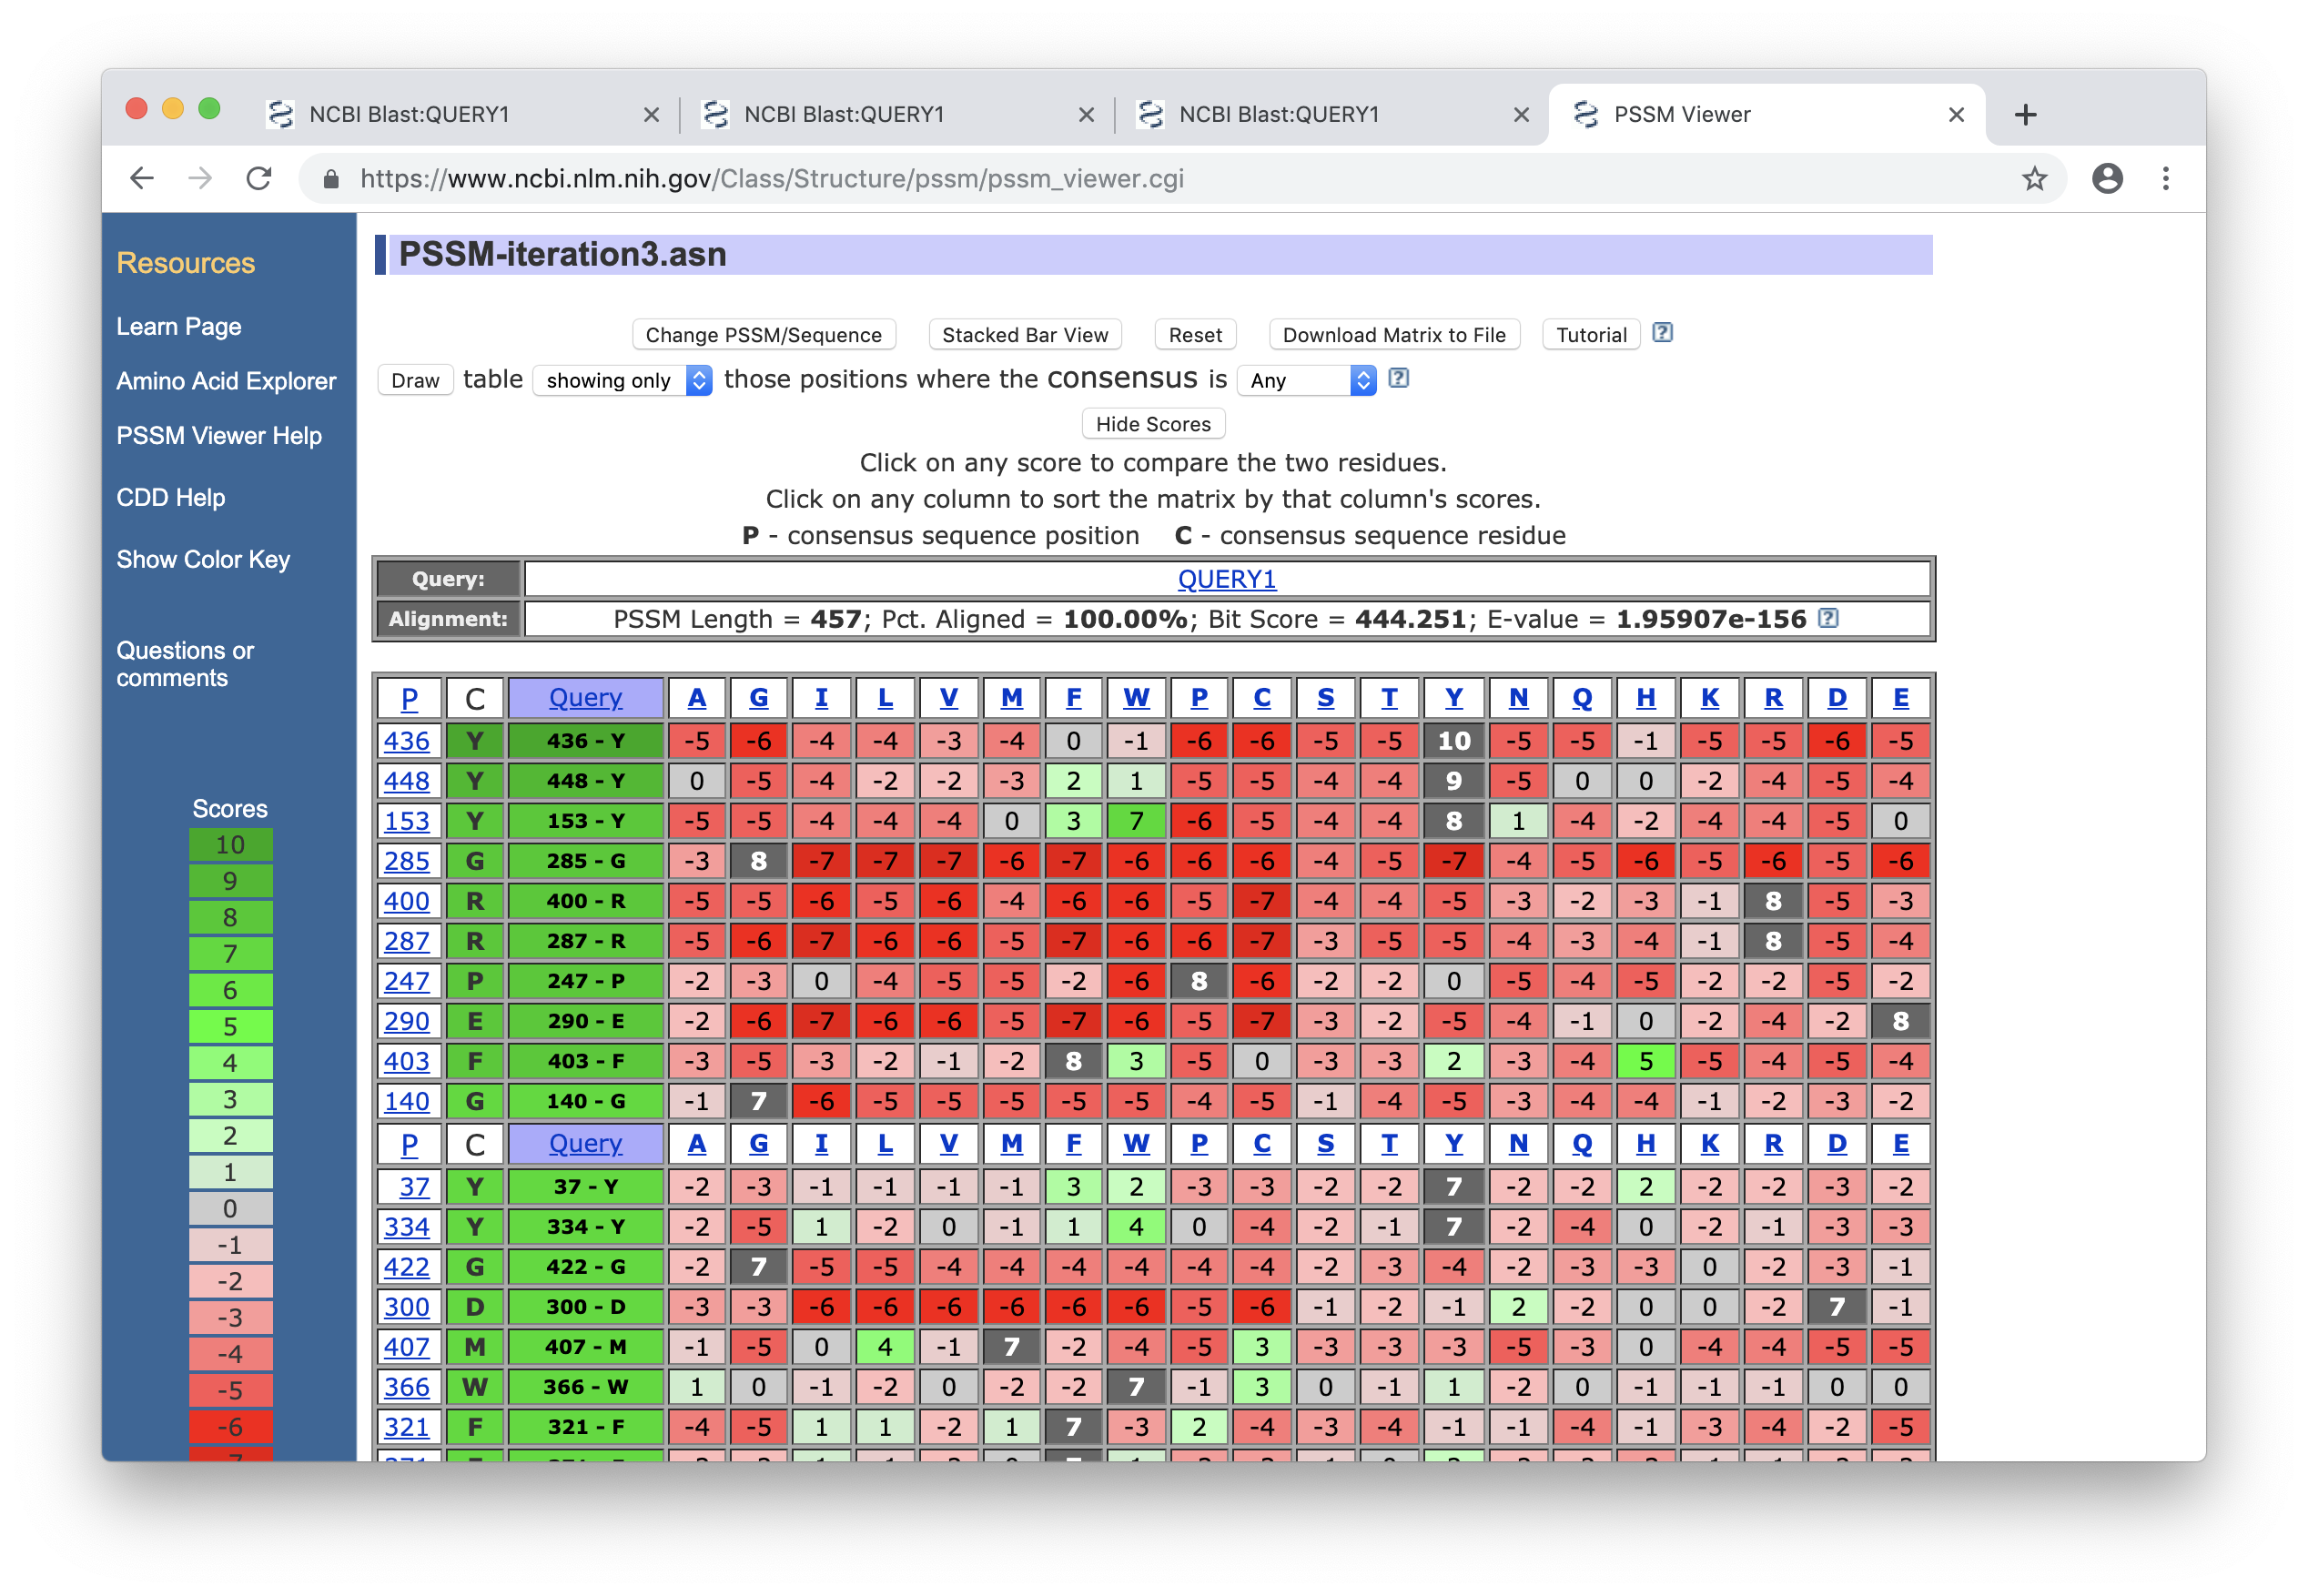 NCBI Blast:QUERY1 NCBI Blast:QUERY1 NCBI Blast:QUERY1 PSSM Viewer
https://www.ncbi.nlm.nih.gov/Class/Structure/pssm/pssm_viewer.cgi
Resources
Learn Page
Amino Acid Explorer
PSSM Viewer Help
CDD Help
Show Color Key
Questions or
comments
Scores
10
9
8
7
6
5
4
3
2
1
0
-1
-2
-3
-4
-5
-6
-7
PSSM-iteration3.asn
Change PSSM/Sequence Stacked Bar View Reset Download Matrix to File Tutorial ?
Draw table showing only those positions where the consensus is Any ?
Hide Scores
Click on any score to compare the two residues.
Click on any column to sort the matrix by that column's scores.
P - consensus sequence position C - consensus sequence residue
Query: QUERY1
Alignment: PSSM Length = 457; Pct. Aligned = 100.00%; Bit Score = 444.251; E-value = 1.95907e-156 ?
P C Query A G I L V M F W P C S T Y N Q H K R D E
436 Y 436 - Y -5 -6 -4 -4 -3 -4 0 -1 -6 -6 -5 -5 10 -5 -5 -1 -5 -5 -6 -5
448 Y 448 - Y 0 -5 -4 -2 -2 -3 2 1 -5 -5 -4 -4 9 -5 0 0 -2 -4 -5 -4
153 Y 153 - Y -5 -5 -4 -4 -4 0 3 7 -6 -5 -4 -4 8 1 -4 -2 -4 -4 -5 0
285 G 285 - G -3 8 -7 -7 -7 -6 -7 -6 -6 -6 -4 -5 -7 -4 -5 -6 -5 -6 -5 -6
400 R 400 - R -5 -5 -6 -5 -6 -4 -6 -6 -5 -7 -4 -4 -5 -3 -2 -3 -1 8 -5 -3
287 R 287 - R -5 -6 -7 -6 -6 -5 -7 -6 -6 -7 -3 -5 -5 -4 -3 -4 -1 8 -5 -4
247 P 247 - P -2 -3 0 -4 -5 -5 -2 -6 8 -6 -2 -2 0 -5 -4 -5 -2 -2 -5 -2
290 E 290 - E -2 -6 -7 -6 -6 -5 -7 -6 -5 -7 -3 -2 -5 -4 -1 0 -2 -4 -2 8
403 F 403 - F -3 -5 -3 -2 -1 -2 8 3 -5 0 -3 -3 2 -3 -4 5 -5 -4 -5 -4
140 G 140 - G -1 7 -6 -5 -5 -5 -5 -5 -4 -5 -1 -4 -5 -3 -4 -4 -1 -2 -3 -2
P C Query A G I L V M F W P C S T Y N Q H K R D E
37 Y 37 - Y -2 -3 -1 -1 -1 -1 3 2 -3 -3 -2 -2 7 -2 -2 2 -2 -2 -3 -2
334 Y 334 - Y -2 -5 1 -2 0 -1 1 4 0 -4 -2 -1 7 -2 -4 0 -2 -1 -3 -3
422 G 422 - G -2 7 -5 -5 -4 -4 -4 -4 -4 -4 -2 -3 -4 -2 -3 -3 0 -2 -3 -1
300 D 300 - D -3 -3 -6 -6 -6 -6 -6 -6 -5 -6 -1 -2 -1 2 -2 0 0 -2 7 -1
407 M 407 - M -1 -5 0 4 -1 7 -2 -4 -5 3 -3 -3 -3 -5 -3 0 -4 -4 -5 -5
366 W 366 - W 1 0 -1 -2 0 -2 -2 7 -1 3 0 -1 1 -2 0 -1 -1 -1 0 0
321 F 321 - F -4 -5 1 1 -2 1 7 -3 2 -4 -3 -4 -1 -1 -4 -1 -3 -4 -2 -5